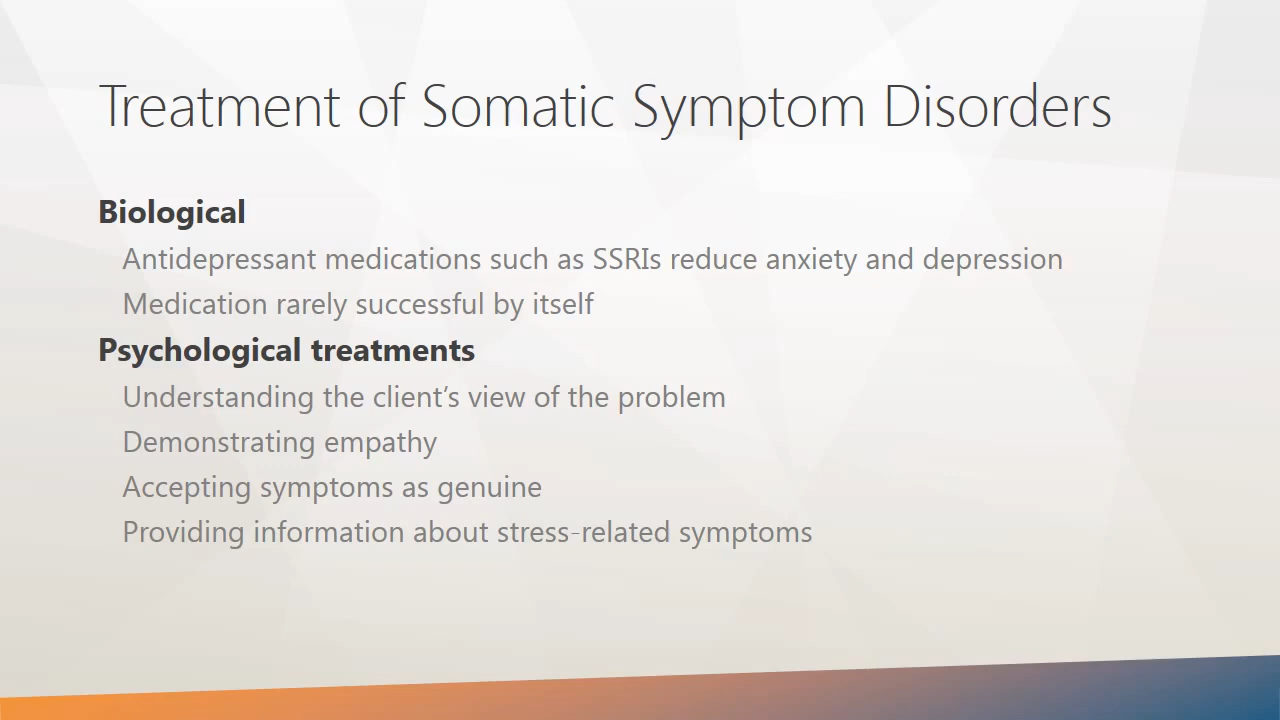 Treatment of Somatic Symptom Disorders
Biological
Antidepressant medications such as SSRIs reduce anxiety and depression
Medication rarely successful by itself
Psychological treatments
Understanding the client’s view of the problem
Demonstrating empathy
Accepting symptoms as genuine
Providing information about stress-related symptoms